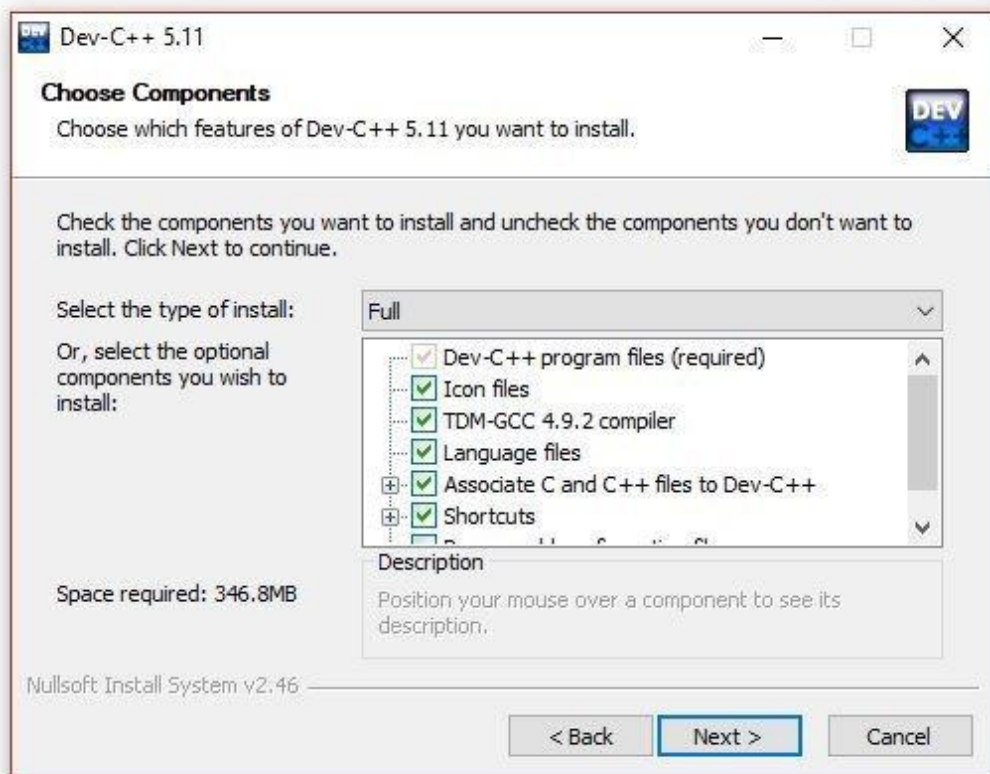 Dev-C++ 5.11
Choose Components
Choose which features of Dev-C++ 5.11 you want to install.
DEV
C++
Check the components you want to install and uncheck the components you don't want to
install. Click Next to continue.
Select the type of install:
Full
Or, select the optional
components you wish to
install:
Dev-C++ program files (required)
Icon files
TDM-GCC 4.9.2 compiler
Language files
Associate C and C++ files to Dev-C++
Shortcuts
Space required: 346.8MB
Description
Position your mouse over a component to see its
description.
Nullsoft Install System v2.46
< Back
Next >
Cancel